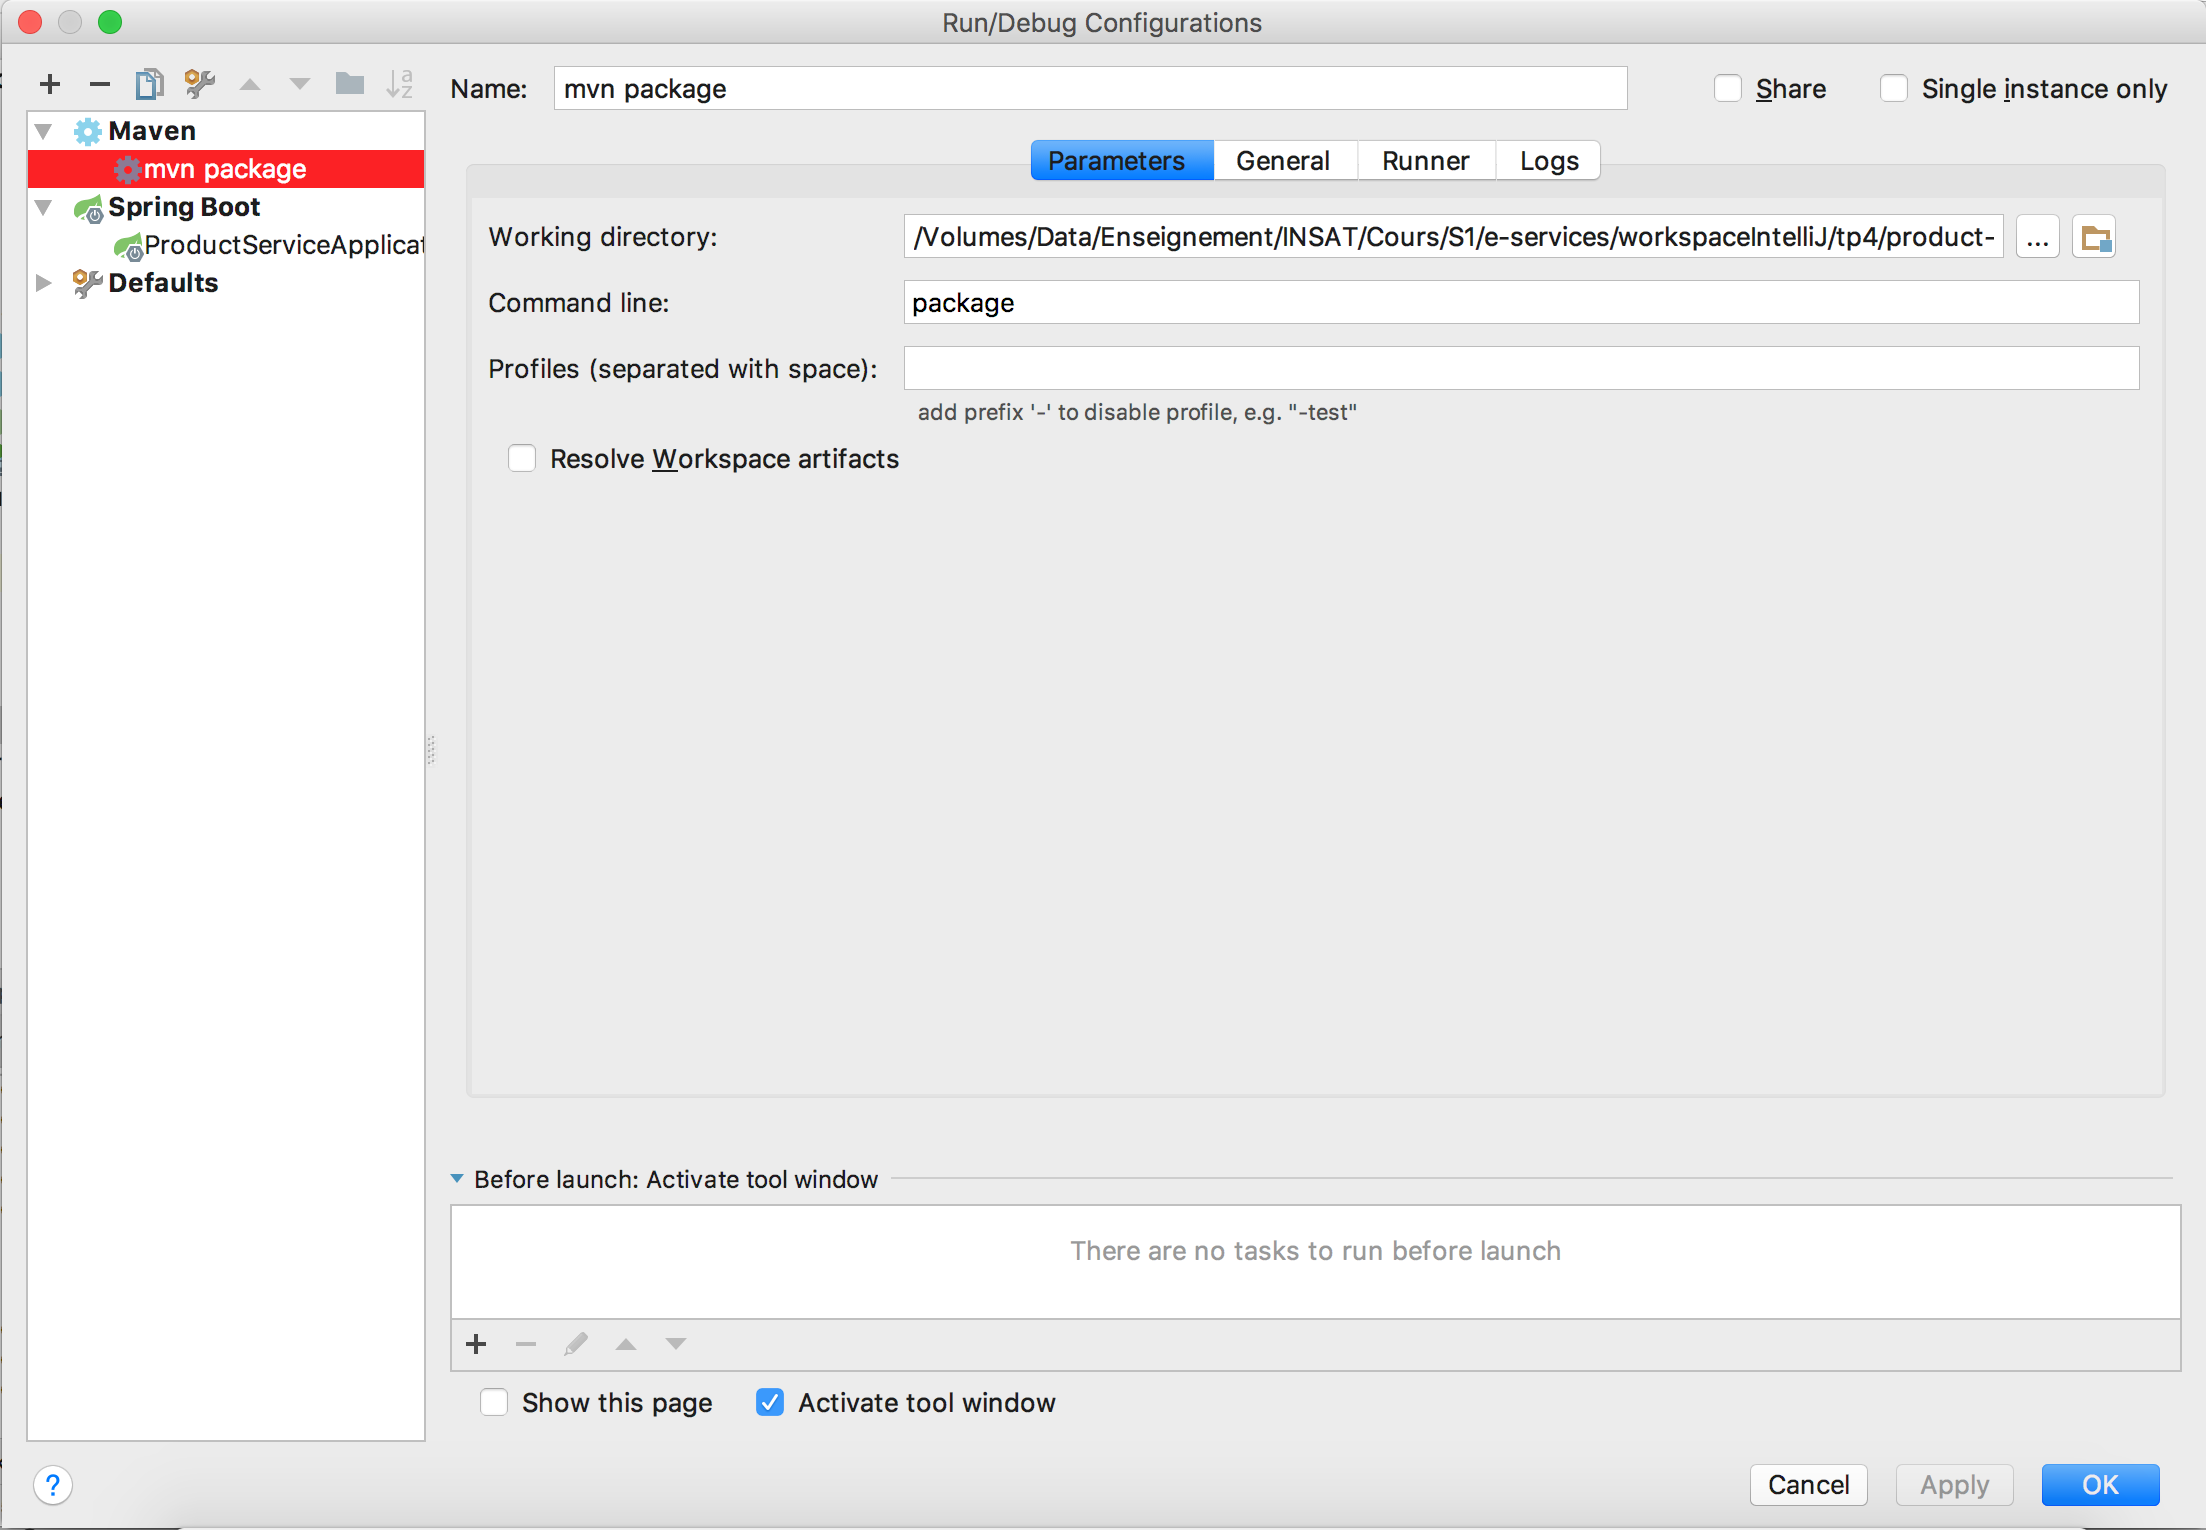 Run/Debug Configurations
Name: mvn package
Share
Single instance only
Maven
mvn package
Spring Boot
ProductServiceApplicat
Defaults
Parameters General Runner Logs
Working directory: /Volumes/Data/Enseignement/INSAT/Cours/S1/e-services/workspaceIntelliJ/tp4/product- ...
Command line: package
Profiles (separated with space):
add prefix '-' to disable profile, e.g. "-test"
Resolve Workspace artifacts
Before launch: Activate tool window
There are no tasks to run before launch
Show this page Activate tool window
? Cancel Apply OK